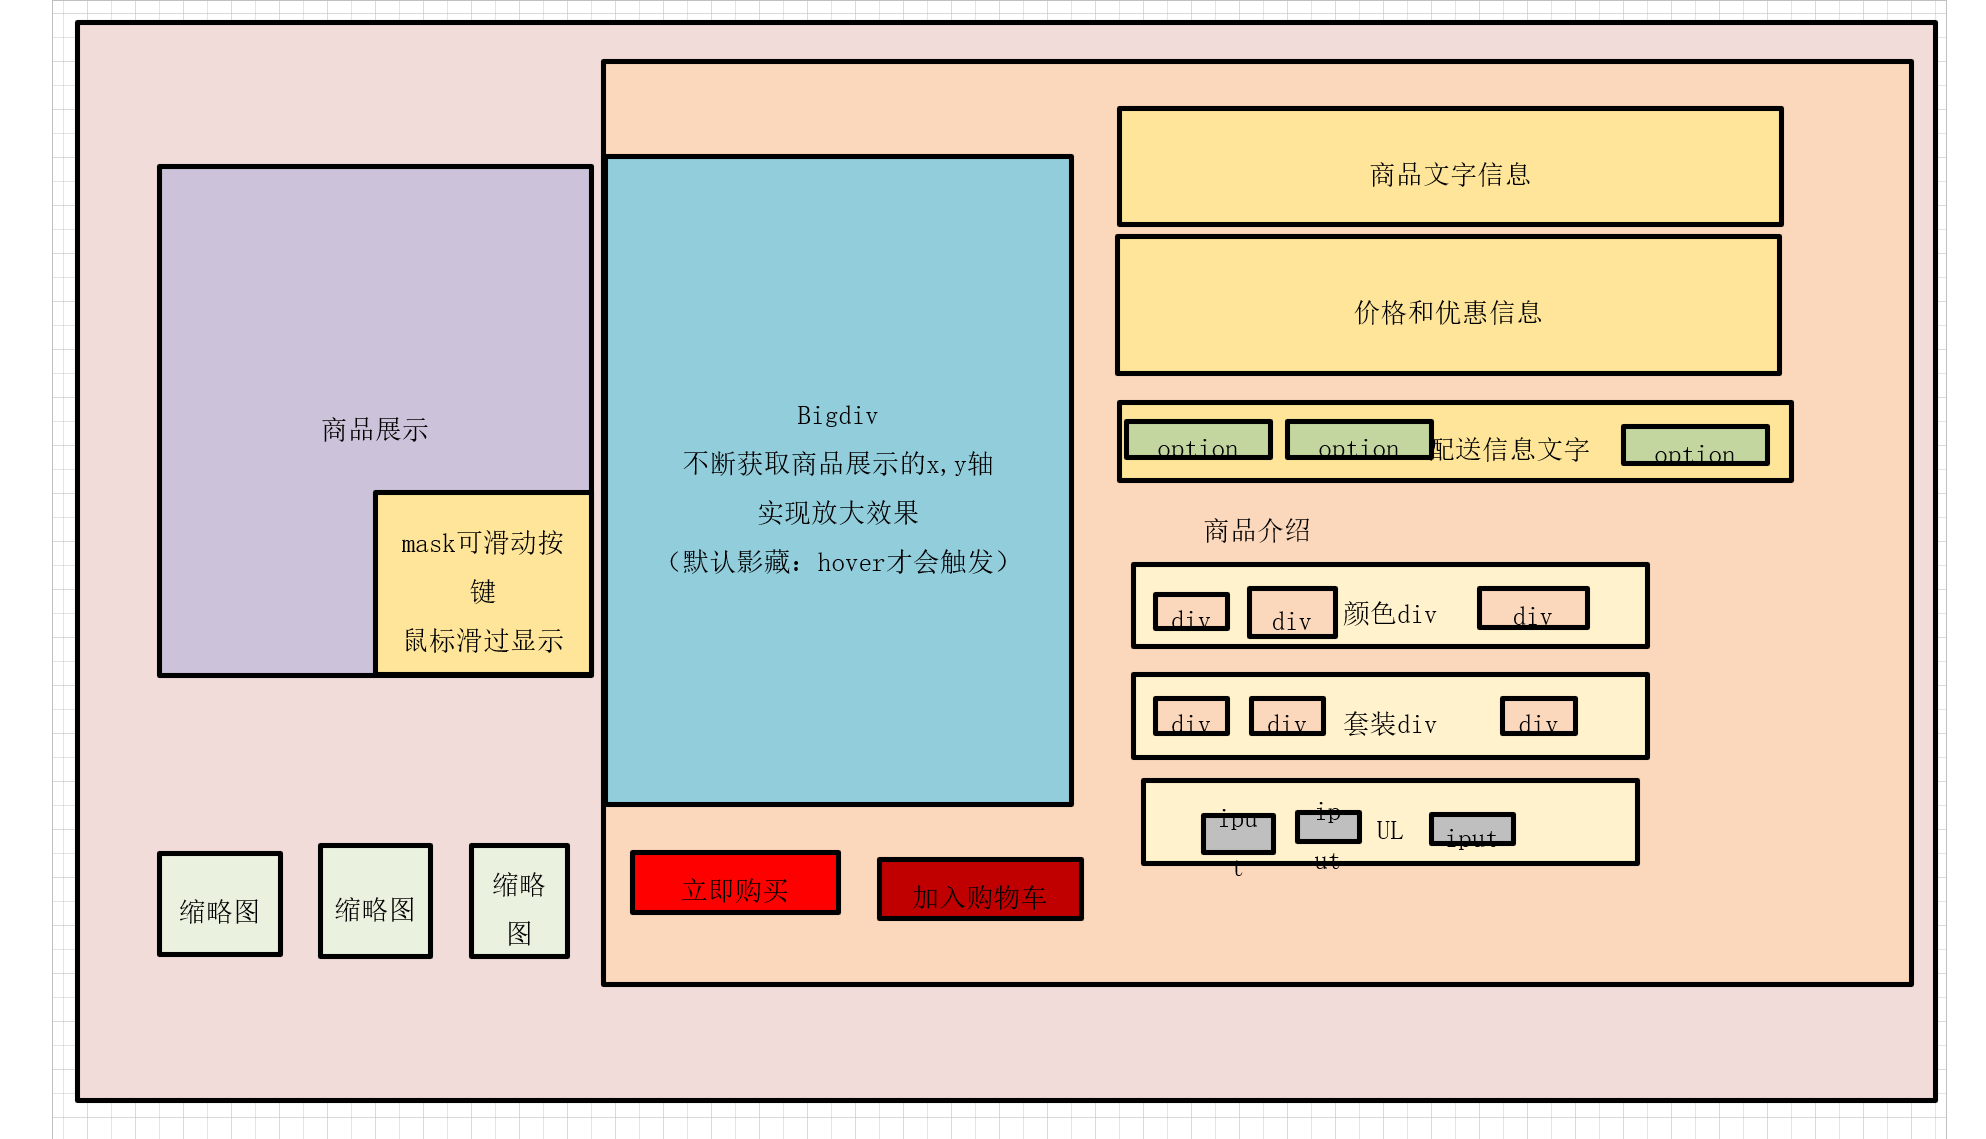 商品展示
mask可滑动按
键
鼠标滑过显示
缩略图
缩略图
缩略
图
Bigdiv
不断获取商品展示的x,y轴
实现放大效果
（默认影藏：hover才会触发）
立即购买
加入购物车
商品文字信息
价格和优惠信息
option
option
配送信息文字
option
商品介绍
div
div
颜色div
div
div
div
套装div
div
ipu
t
ip
ut
UL
iput